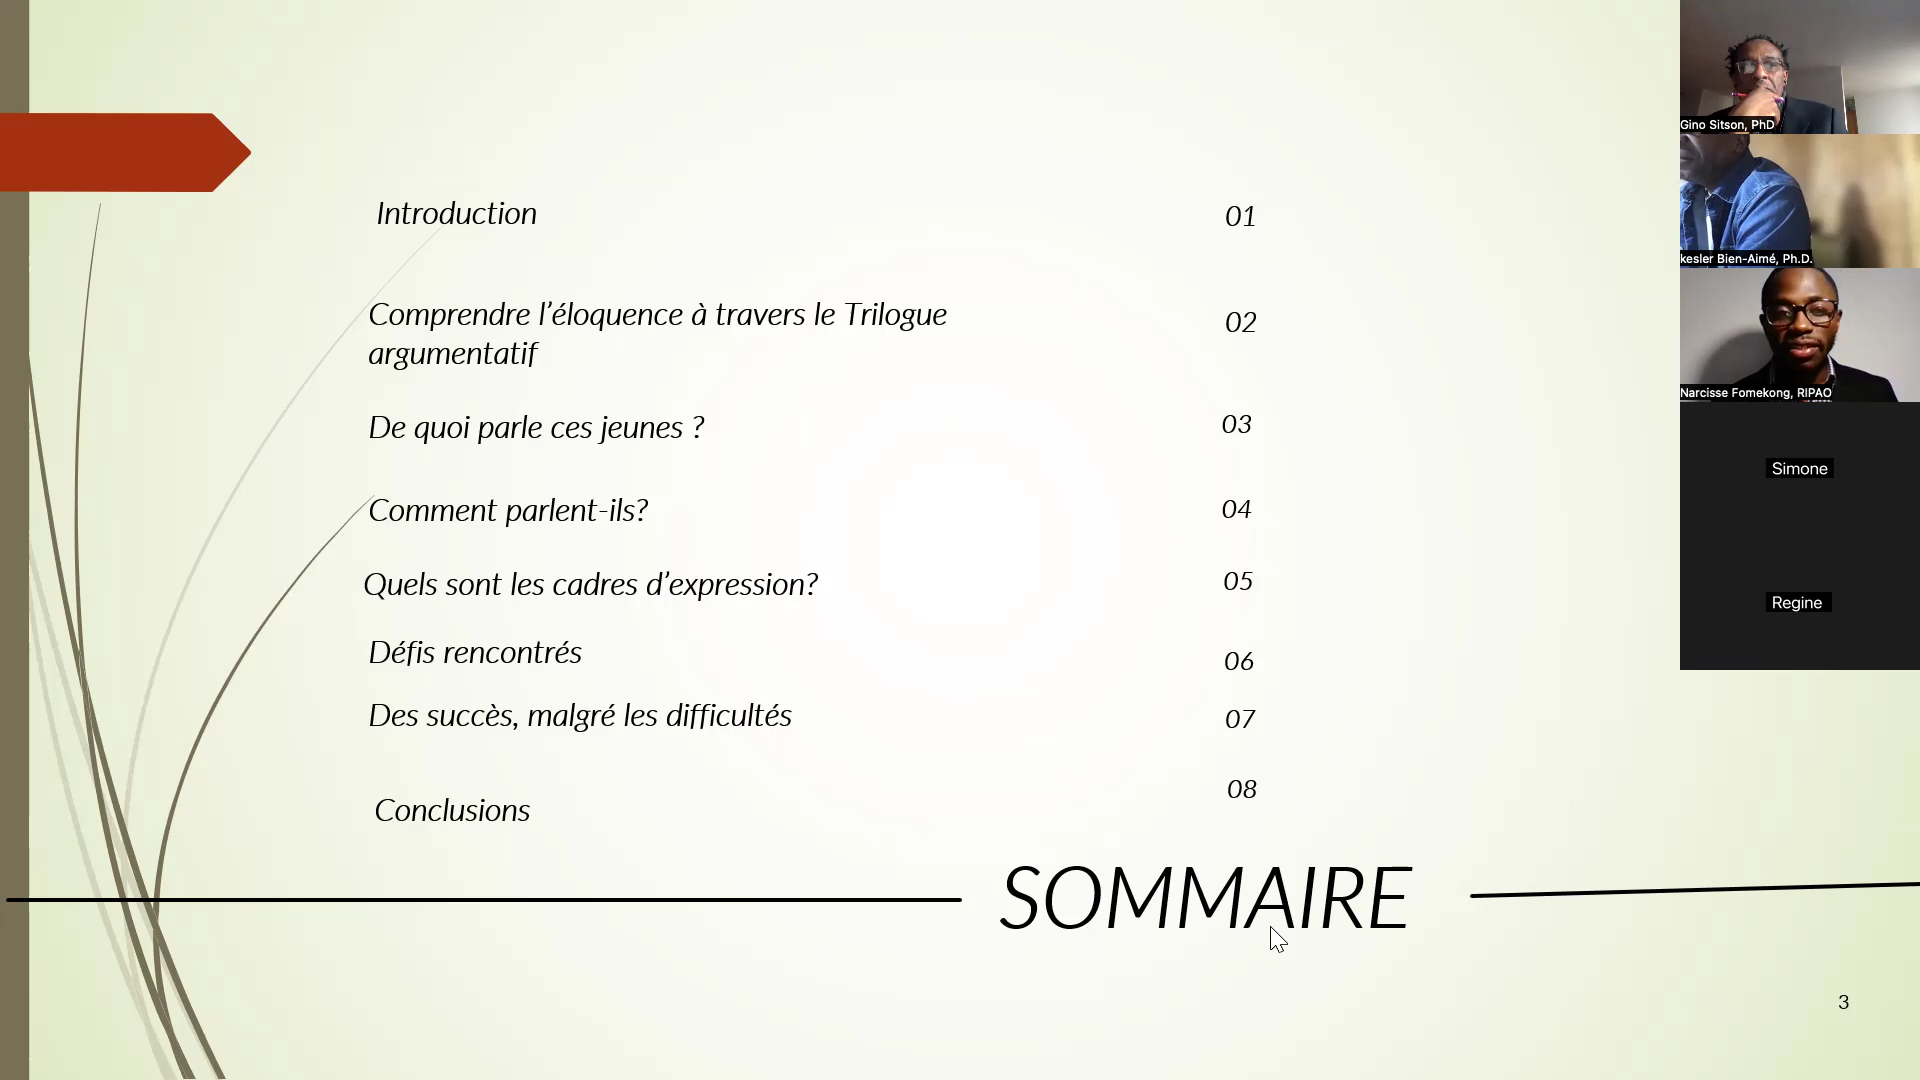 Introduction 01
Comprendre l’éloquence à travers le Trilogue 02
argumentatif
De quoi parle ces jeunes ? 03
Comment parlent-ils? 04
Quels sont les cadres d’expression? 05
Défis rencontrés 06
Des succès, malgré les difficultés 07
Conclusions 08
SOMMAIRE
3
Gino Sitson, PhD
kesler Bien-Aimé, Ph.D.
Narcisse Fomekong, RIPAO
Simone
Regine